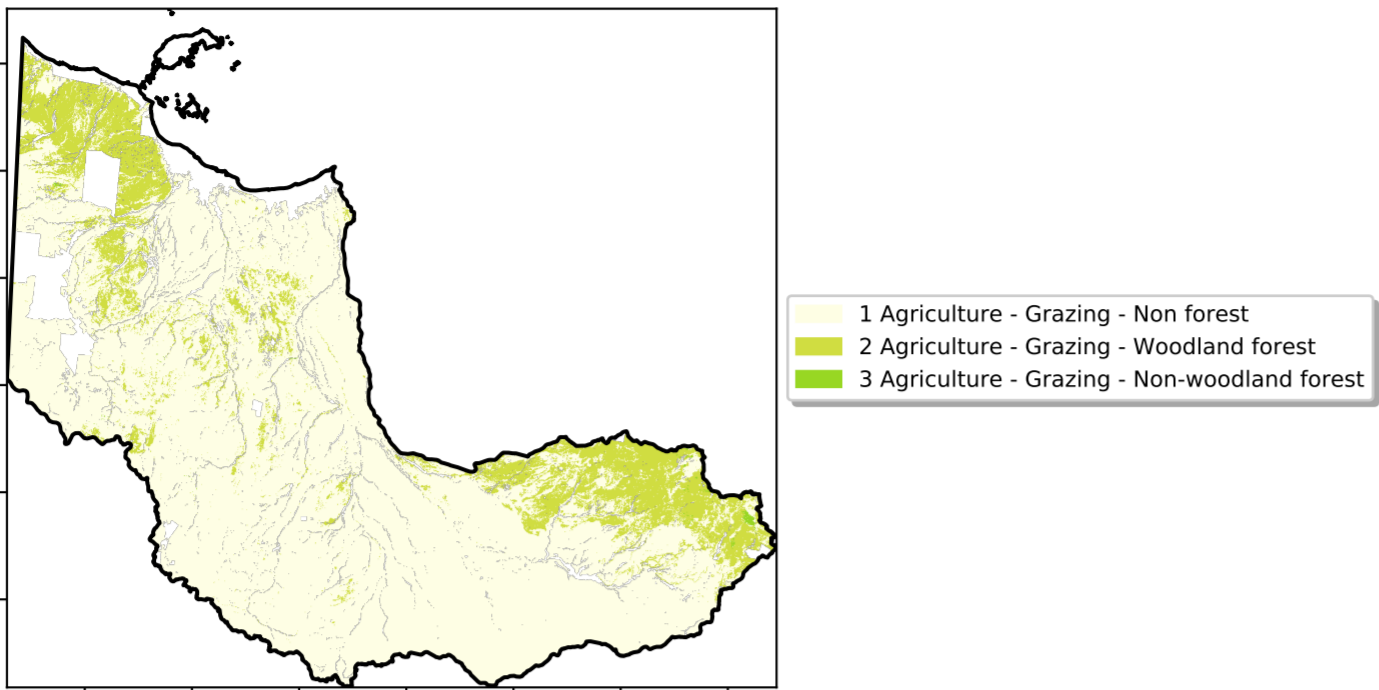 1 Agriculture - Grazing - Non forest
2 Agriculture - Grazing - Woodland forest
3 Agriculture - Grazing - Non-woodland forest